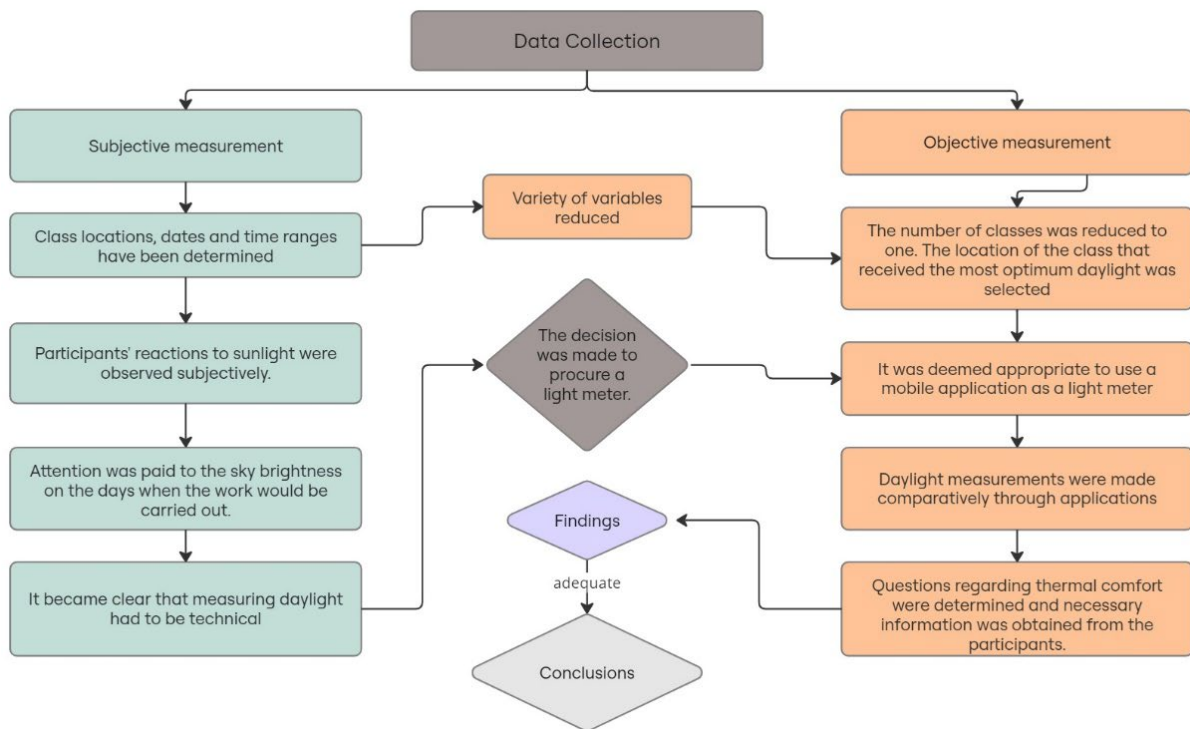 Data Collection
Subjective measurement
Objective measurement
Class locations, dates and time ranges
have been determined
Variety of variables
reduced
The number of classes was reduced to
one. The location of the class that
received the most optimum daylight was
selected
Participants' reactions to sunlight were
observed subjectively.
The decision
was made to
procure a
light meter.
It was deemed appropriate to use a
mobile application as a light meter
Attention was paid to the sky brightness
on the days when the work would be
carried out.
Daylight measurements were made
comparatively through applications
Findings
adequate
It became clear that measuring daylight
had to be technical
Questions regarding thermal comfort
were determined and necessary
information was obtained from the
participants.
Conclusions